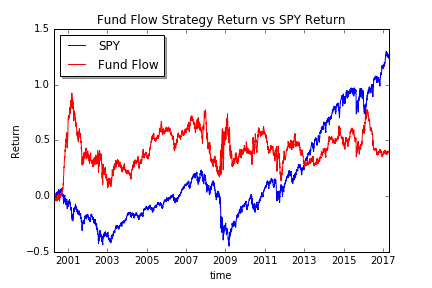 Fund Flow Strategy Return vs SPY Return
1.5
1.0
0.5
0.0
−0.5
Return
SPY
Fund Flow
2001 2003 2005 2007 2009 2011 2013 2015 2017
time